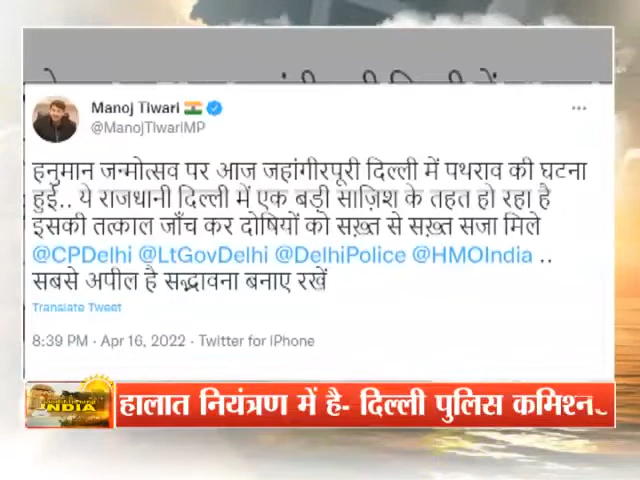 Manoj Tiwari 🇮🇳
@ManojTiwariMP
हनुमान जन्मोत्सव पर आज जहांगीरपूरी दिल्ली में पथराव की घटना
हुई.. ये राजधानी दिल्ली में एक बड़ी साज़िश के तहत हो रहा है
इसकी तत्काल जाँच कर दोषियों को सख़्त से सख़्त सजा मिले
@CPDelhi @LtGovDelhi @DelhiPolice @HMOIndia ..
सबसे अपील है सद्भावना बनाए रखें
Translate Tweet
8:39 PM · Apr 16, 2022 · Twitter for iPhone
INDIA
हालात नियंत्रण में है- दिल्ली पुलिस कमिश्न